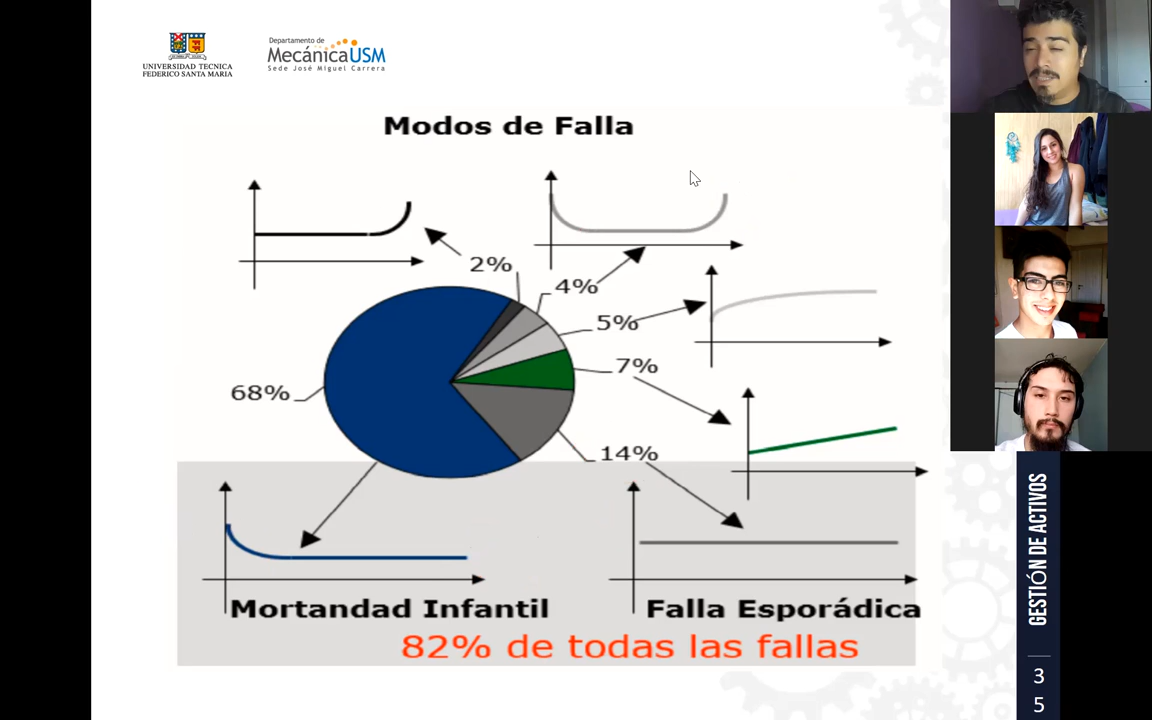 UNIVERSIDAD TECNICA
FEDERICO SANTA MARIA
Departamento de
MecánicaUSM
Sede José Miguel Carrera
Modos de Falla
2%
4%
5%
7%
68%
14%
Mortandad Infantil
Falla Esporádica
82% de todas las fallas
GESTIÓN DE ACTIVOS
3
5